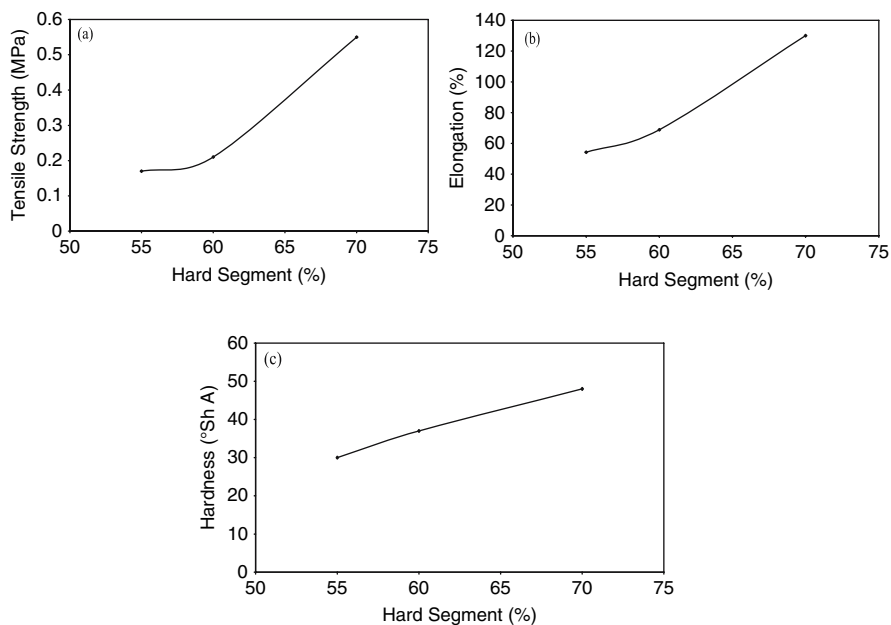 (a)
Tensile Strength (MPa)
0.6
0.5
0.4
0.3
0.2
0.1
0
50 55 60 65 70 75
Hard Segment (%)
(b)
Elongation (%)
140
120
100
80
60
40
20
0
50 55 60 65 70 75
Hard Segment (%)
(c)
Hardness (°Sh A)
60
50
40
30
20
10
0
50 55 60 65 70 75
Hard Segment (%)